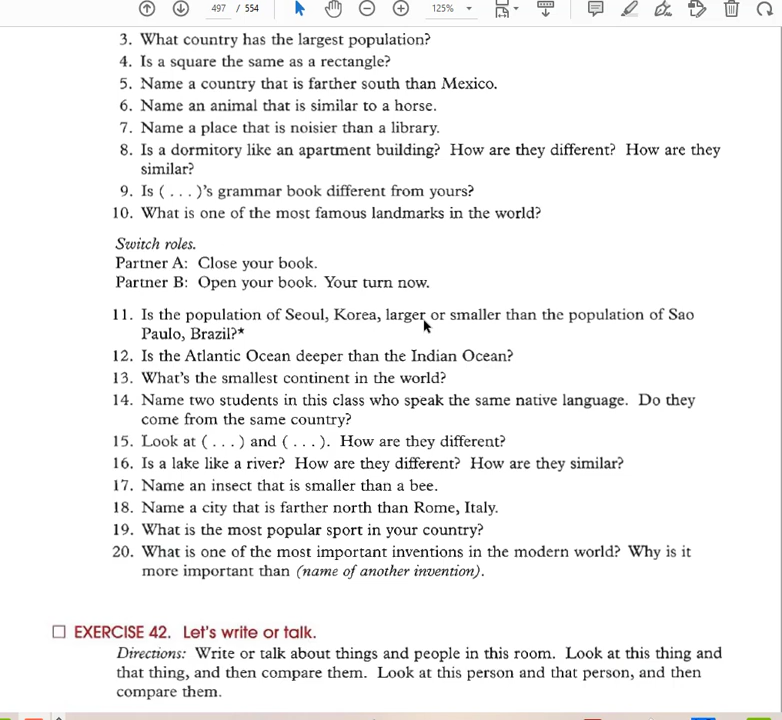 497 / 554
125%
3. What country has the largest population?
4. Is a square the same as a rectangle?
5. Name a country that is farther south than Mexico.
6. Name an animal that is similar to a horse.
7. Name a place that is noisier than a library.
8. Is a dormitory like an apartment building? How are they different? How are they
similar?
9. Is ( . . . )'s grammar book different from yours?
10. What is one of the most famous landmarks in the world?
Switch roles.
Partner A: Close your book.
Partner B: Open your book. Your turn now.
11. Is the population of Seoul, Korea, larger or smaller than the population of Sao
Paulo, Brazil?*
12. Is the Atlantic Ocean deeper than the Indian Ocean?
13. What's the smallest continent in the world?
14. Name two students in this class who speak the same native language. Do they
come from the same country?
15. Look at ( . . . ) and ( . . . ). How are they different?
16. Is a lake like a river? How are they different? How are they similar?
17. Name an insect that is smaller than a bee.
18. Name a city that is farther north than Rome, Italy.
19. What is the most popular sport in your country?
20. What is one of the most important inventions in the modern world? Why is it
more important than (name of another invention).
EXERCISE 42. Let's write or talk.
Directions: Write or talk about things and people in this room. Look at this thing and
that thing, and then compare them. Look at this person and that person, and then
compare them.